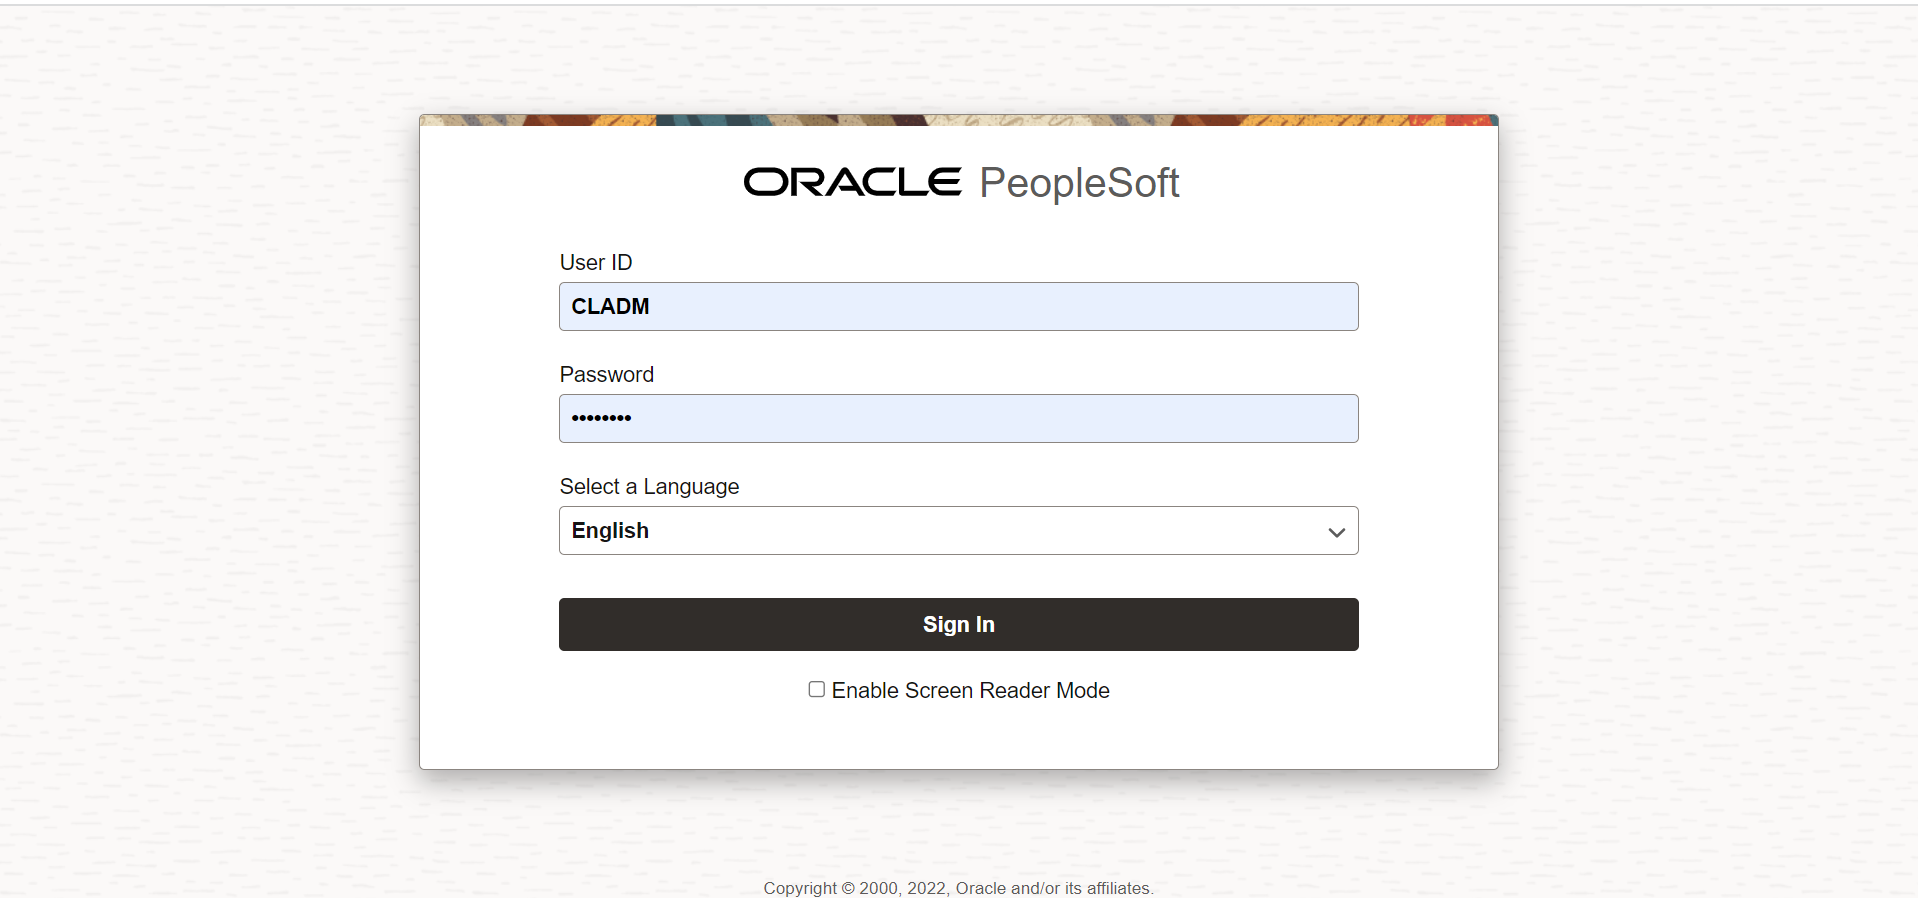 ORACLE PeopleSoft
User ID
CLADM
Password
••••••••
Select a Language
English
Sign In
Enable Screen Reader Mode
Copyright © 2000, 2022, Oracle and/or its affiliates.